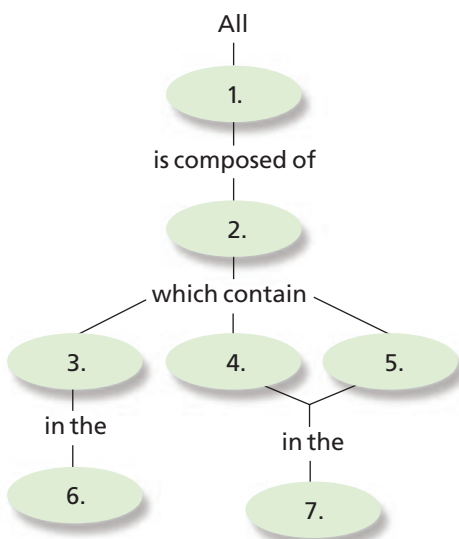 All
1.
is composed of
2.
which contain
3.
4.
5.
in the
in the
6.
7.